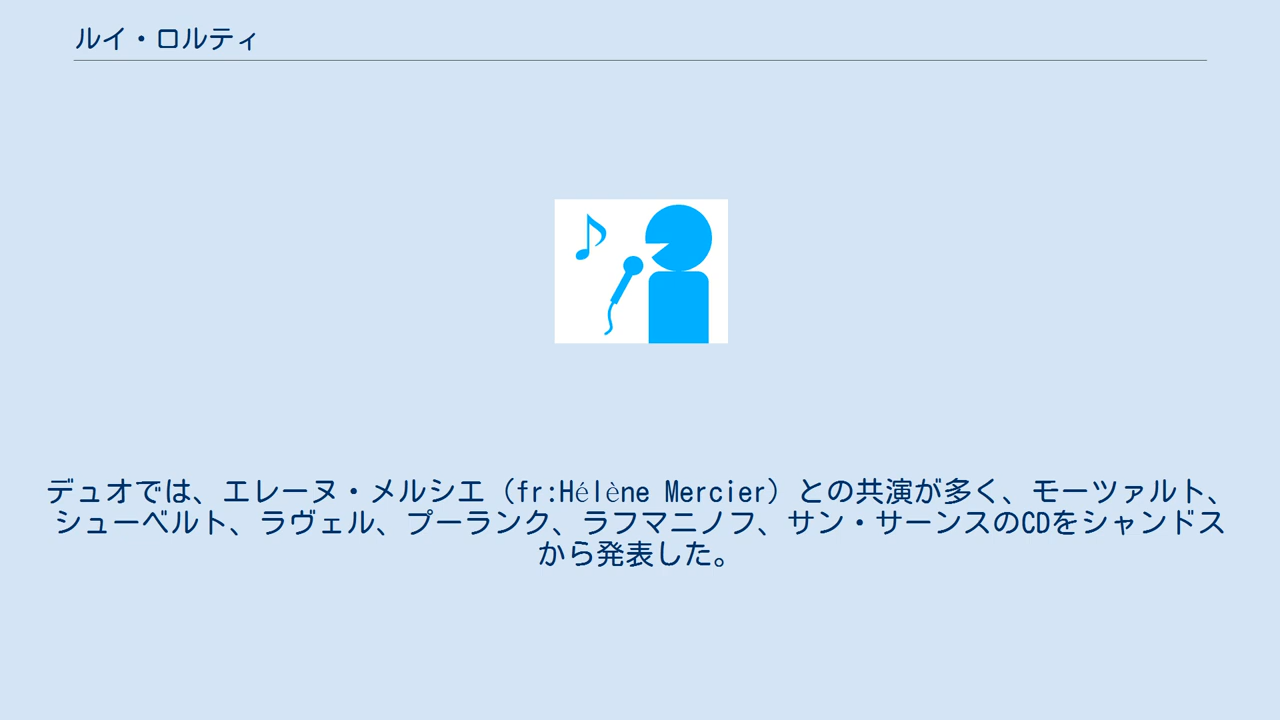 ルイ・ロルティ
デュオでは、エレーヌ・メルシエ（fr:Hélène Mercier）との共演が多く、モーツァルト、
シューベルト、ラヴェル、プーランク、ラフマニノフ、サン・サーンスのCDをシャンドス
から発表した。